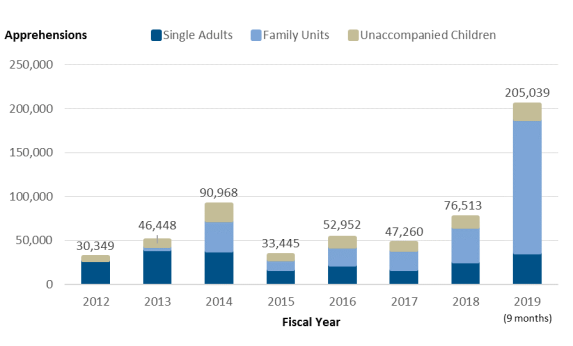 Apprehensions
Single Adults Family Units Unaccompanied Children
250,000
200,000
150,000
100,000
50,000
0
30,349
46,448
90,968
33,445
52,952
47,260
76,513
205,039
2012 2013 2014 2015 2016 2017 2018 2019
(9 months)
Fiscal Year